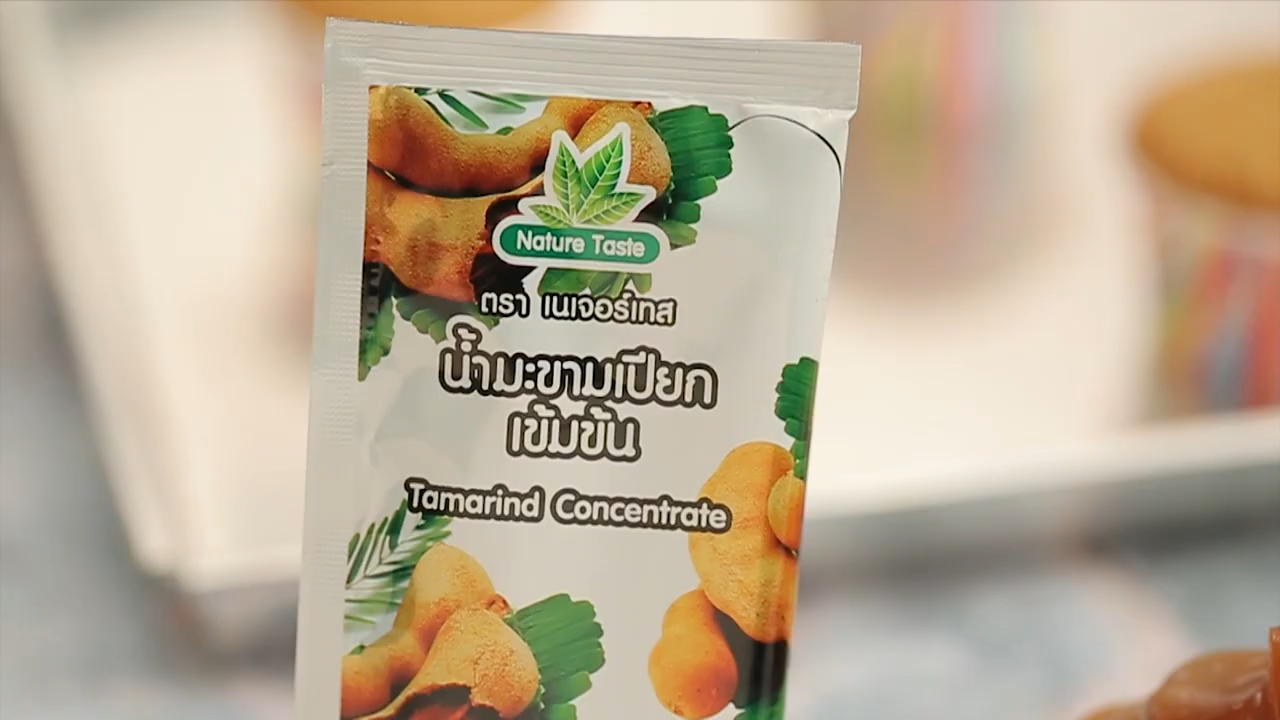 Nature Taste
ตรา เนเจอร์เทส
น้ำมะขามเปียก
เข้มข้น
Tamarind Concentrate